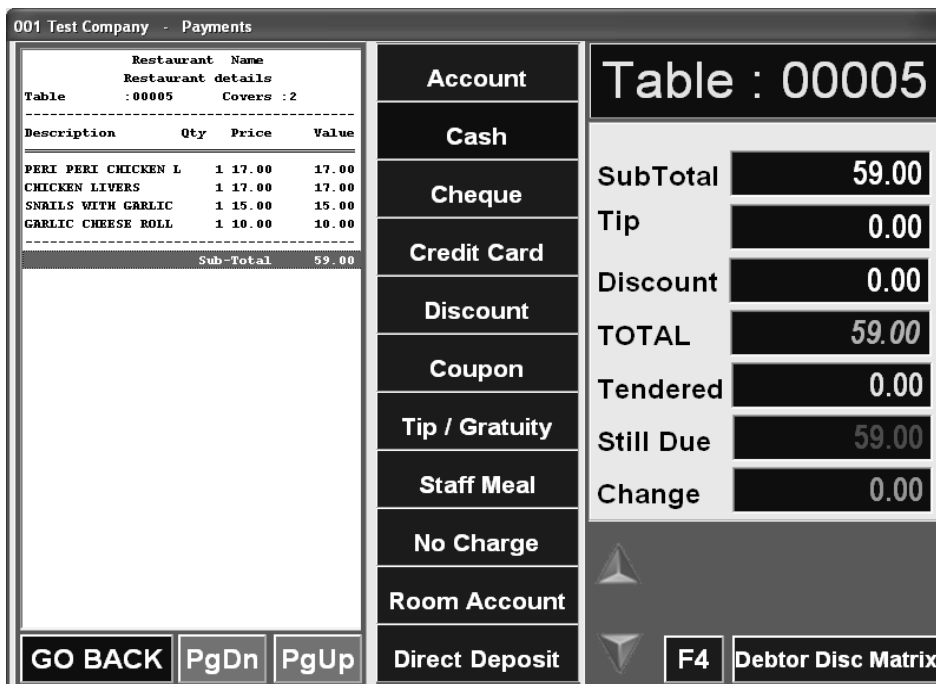 001 Test Company - Payments
Restaurant Name
Restaurant details
Table :00005 Covers :2
Description Qty Price Value
PERI PERI CHICKEN L 1 17.00 17.00
CHICKEN LIVERS 1 17.00 17.00
SNAILS WITH GARLIC 1 15.00 15.00
GARLIC CHEESE ROLL 1 10.00 10.00
Sub-Total 59.00
GO BACK PgDn PgUp
Account
Cash
Cheque
Credit Card
Discount
Coupon
Tip / Gratuity
Staff Meal
No Charge
Room Account
Direct Deposit
Table : 00005
SubTotal 59.00
Tip 0.00
Discount 0.00
TOTAL 59.00
Tendered 0.00
Still Due 59.00
Change 0.00
F4 Debtor Disc Matrix